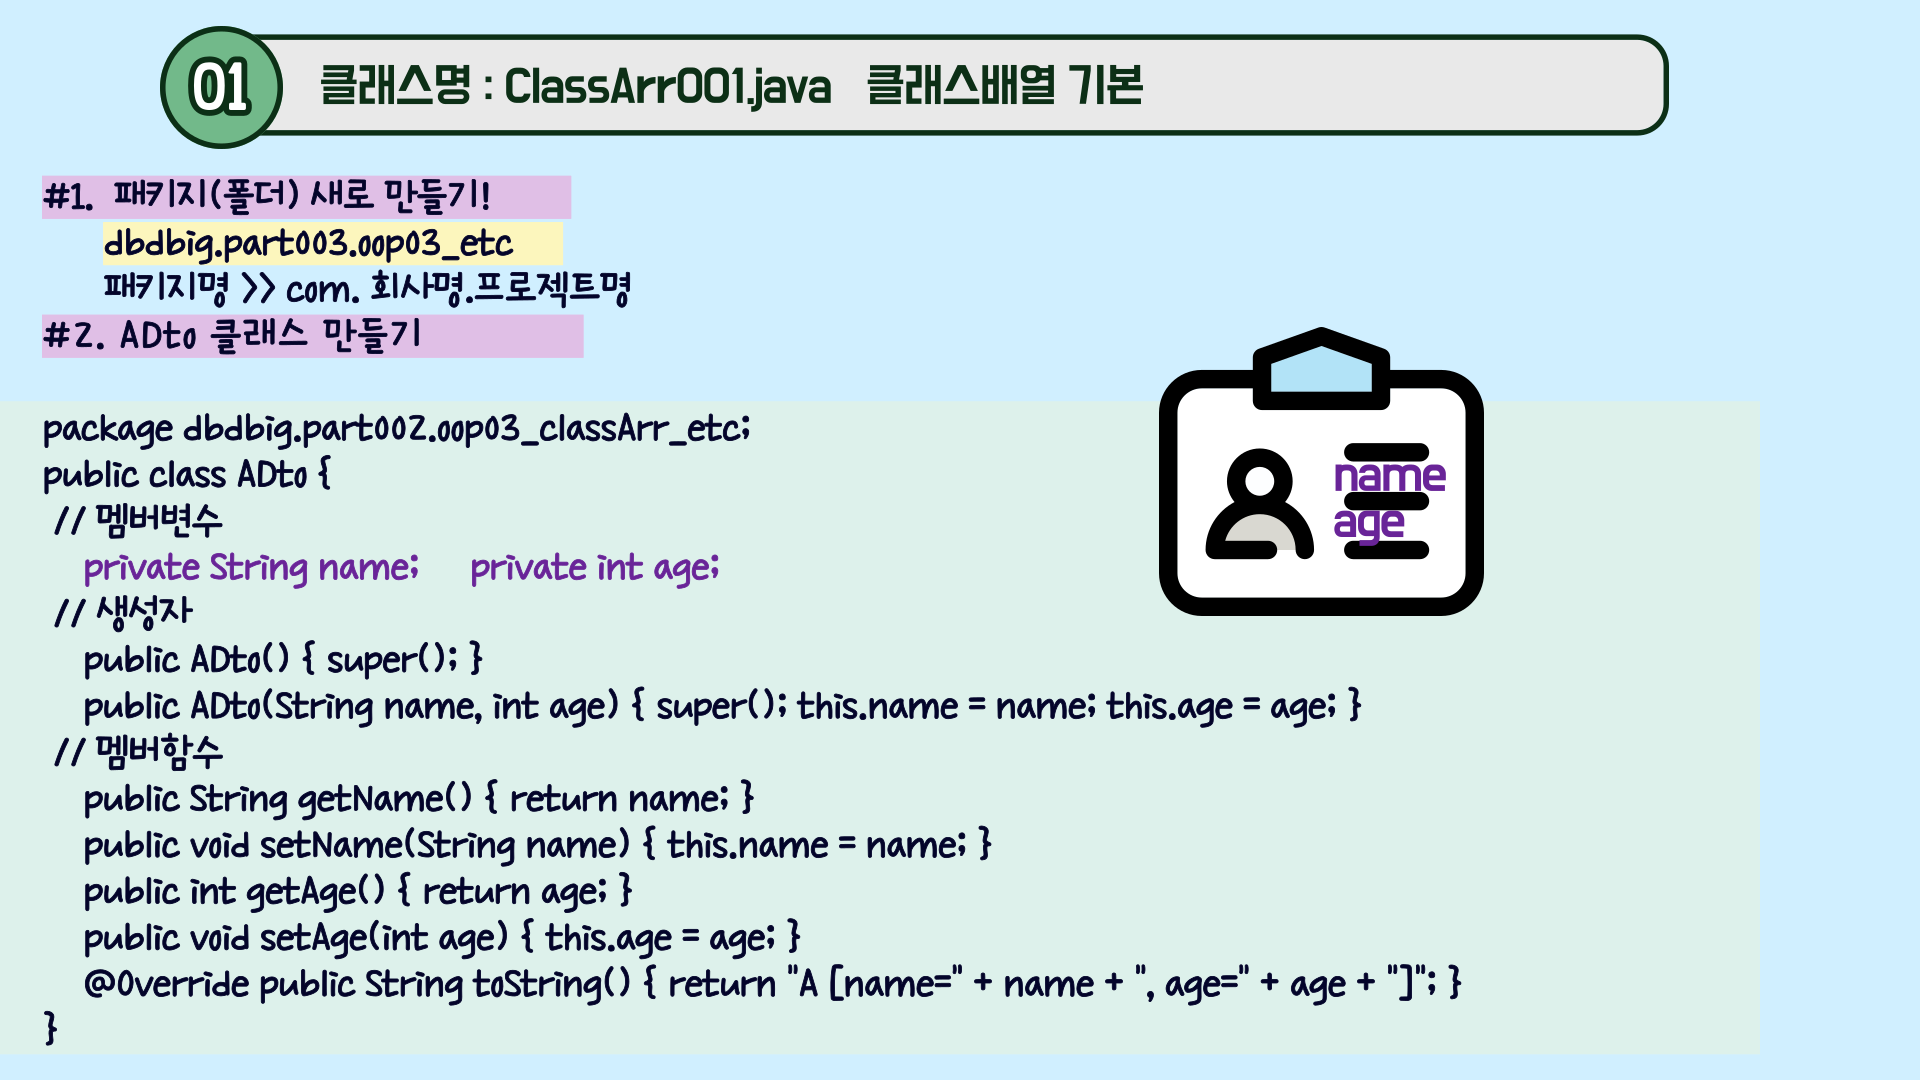 01
클래스명 : ClassArr001.java 클래스배열 기본
#1. 패키지(폴더) 새로 만들기!
dbdbig.part003.oop03_etc
패키지명 >> com. 회사명.프로젝트명
#2. ADto 클래스 만들기
package dbdbig.part002.oop03_classArr_etc;
public class ADto {
// 멤버변수
private String name; private int age;
// 생성자
public ADto() { super(); }
public ADto(String name, int age) { super(); this.name = name; this.age = age; }
// 멤버함수
public String getName() { return name; }
public void setName(String name) { this.name = name; }
public int getAge() { return age; }
public void setAge(int age) { this.age = age; }
@Override public String toString() { return "A [name=" + name + ", age=" + age + "]"; }
}
name
age